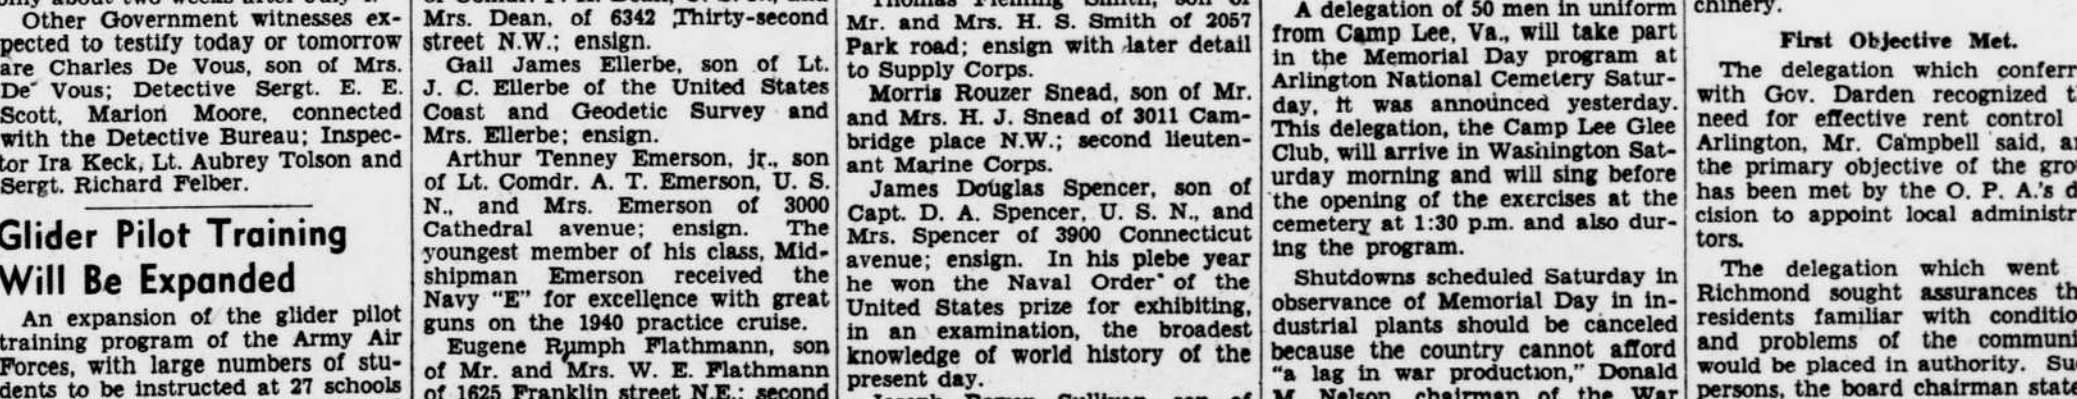 Other Government witnesses ex-
pected to testify today or tomorrow
are Charles De Vous, son of Mrs.
De Vous; Detective Sergt. E. E.
Scott, Marion Moore, connected
with the Detective Bureau; Inspec-
tor Ira Keck, Lt. Aubrey Tolson and
Sergt. Richard Felber.
Glider Pilot Training
Will Be Expanded
An expansion of the glider pilot
training program of the Army Air
Forces, with large numbers of stu-
dents to be instructed at 27 schools
Mrs. Dean, of 6342 Thirty-second
street N.W.; ensign.
Gail James Ellerbe, son of Lt.
J. C. Ellerbe of the United States
Coast and Geodetic Survey and
Mrs. Ellerbe; ensign.
Arthur Tenney Emerson, jr., son
of Lt. Comdr. A. T. Emerson, U. S.
N., and Mrs. Emerson of 3000
Cathedral avenue; ensign. The
youngest member of his class, Mid-
shipman Emerson received the
Navy "E" for excellence with great
guns on the 1940 practice cruise.
Eugene Rumph Flathmann, son
of Mr. and Mrs. W. E. Flathmann
of 1625 Franklin street N.E.; second
Mr. and Mrs. H. S. Smith of 2057
Park road; ensign with later detail
to Supply Corps.
Morris Rouzer Snead, son of Mr.
and Mrs. H. J. Snead of 3011 Cam-
bridge place N.W.; second lieuten-
ant Marine Corps.
James Douglas Spencer, son of
Capt. D. A. Spencer, U. S. N., and
Mrs. Spencer of 3900 Connecticut
avenue; ensign. In his plebe year
he won the Naval Order of the
United States prize for exhibiting,
in an examination, the broadest
knowledge of world history of the
present day.
A delegation of 50 men in uniform
from Camp Lee, Va., will take part
in the Memorial Day program at
Arlington National Cemetery Satur-
day, it was announced yesterday.
This delegation, the Camp Lee Glee
Club, will arrive in Washington Sat-
urday morning and will sing before
the opening of the exercises at the
cemetery at 1:30 p.m. and also dur-
ing the program.
Shutdowns scheduled Saturday in
observance of Memorial Day in in-
dustrial plants should be canceled
because the country cannot afford
"a lag in war production," Donald
M. Nelson, chairman of the War
chinery.
First Objective Met.
The delegation which conferr
with Gov. Darden recognized t
need for effective rent control
Arlington, Mr. Campbell said, a
the primary objective of the gro
has been met by the O. P. A.'s d
cision to appoint local administr
tors.
The delegation which went
Richmond sought assurances th
residents familiar with conditio
and problems of the communi
would be placed in authority. Su
persons, the board chairman state